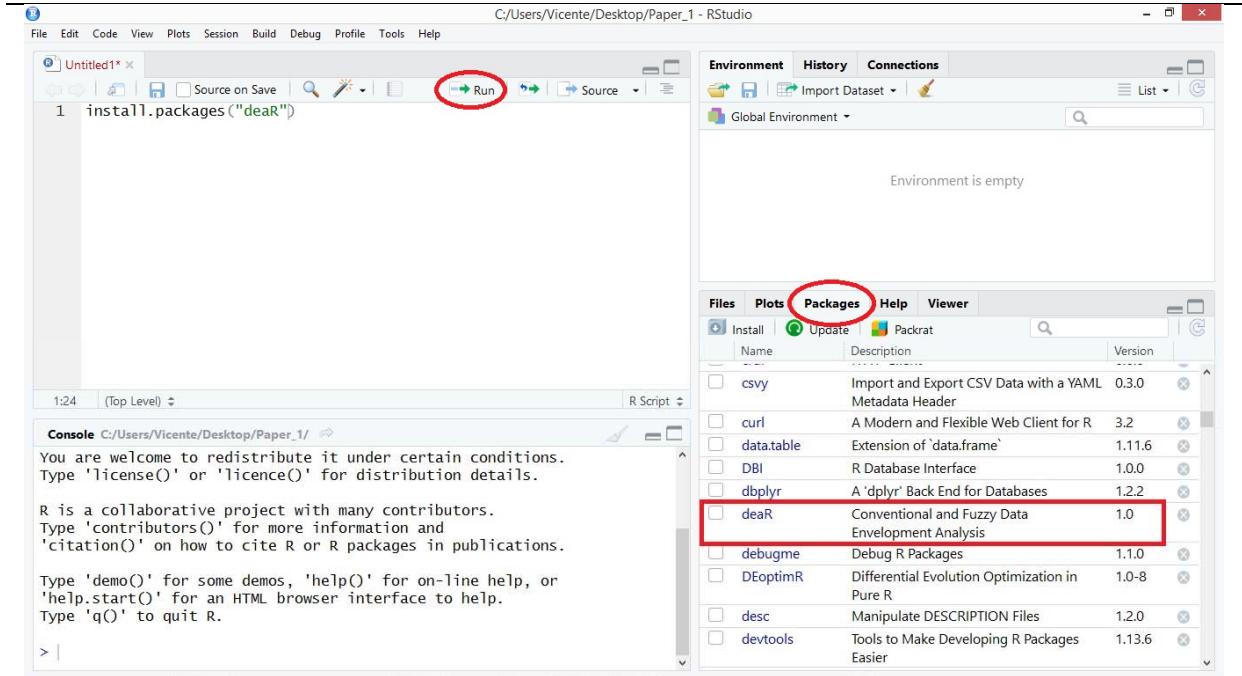 C:/Users/Vicente/Desktop/Paper_1 - RStudio
File Edit Code View Plots Session Build Debug Profile Tools Help
Untitled1*
Source on Save Run Source
1 install.packages("deaR")
1:24 (Top Level) R Script
Console C:/Users/Vicente/Desktop/Paper_1/
You are welcome to redistribute it under certain conditions.
Type 'license()' or 'licence()' for distribution details.
R is a collaborative project with many contributors.
Type 'contributors()' for more information and
'citation()' on how to cite R or R packages in publications.
Type 'demo()' for some demos, 'help()' for on-line help, or
'help.start()' for an HTML browser interface to help.
Type 'q()' to quit R.
>
Environment History Connections
Import Dataset List
Global Environment
Environment is empty
Files Plots Packages Help Viewer
Install Update Packrat
Name Description Version
csvy Import and Export CSV Data with a YAML 0.3.0
Metadata Header
curl A Modern and Flexible Web Client for R 3.2
data.table Extension of `data.frame` 1.11.6
DBI R Database Interface 1.0.0
dbplyr A 'dplyr' Back End for Databases 1.2.2
deaR Conventional and Fuzzy Data 1.0
Envelopment Analysis
debugme Debug R Packages 1.1.0
DEoptimR Differential Evolution Optimization in 1.0-8
Pure R
desc Manipulate DESCRIPTION Files 1.2.0
devtools Tools to Make Developing R Packages 1.13.6
Easier